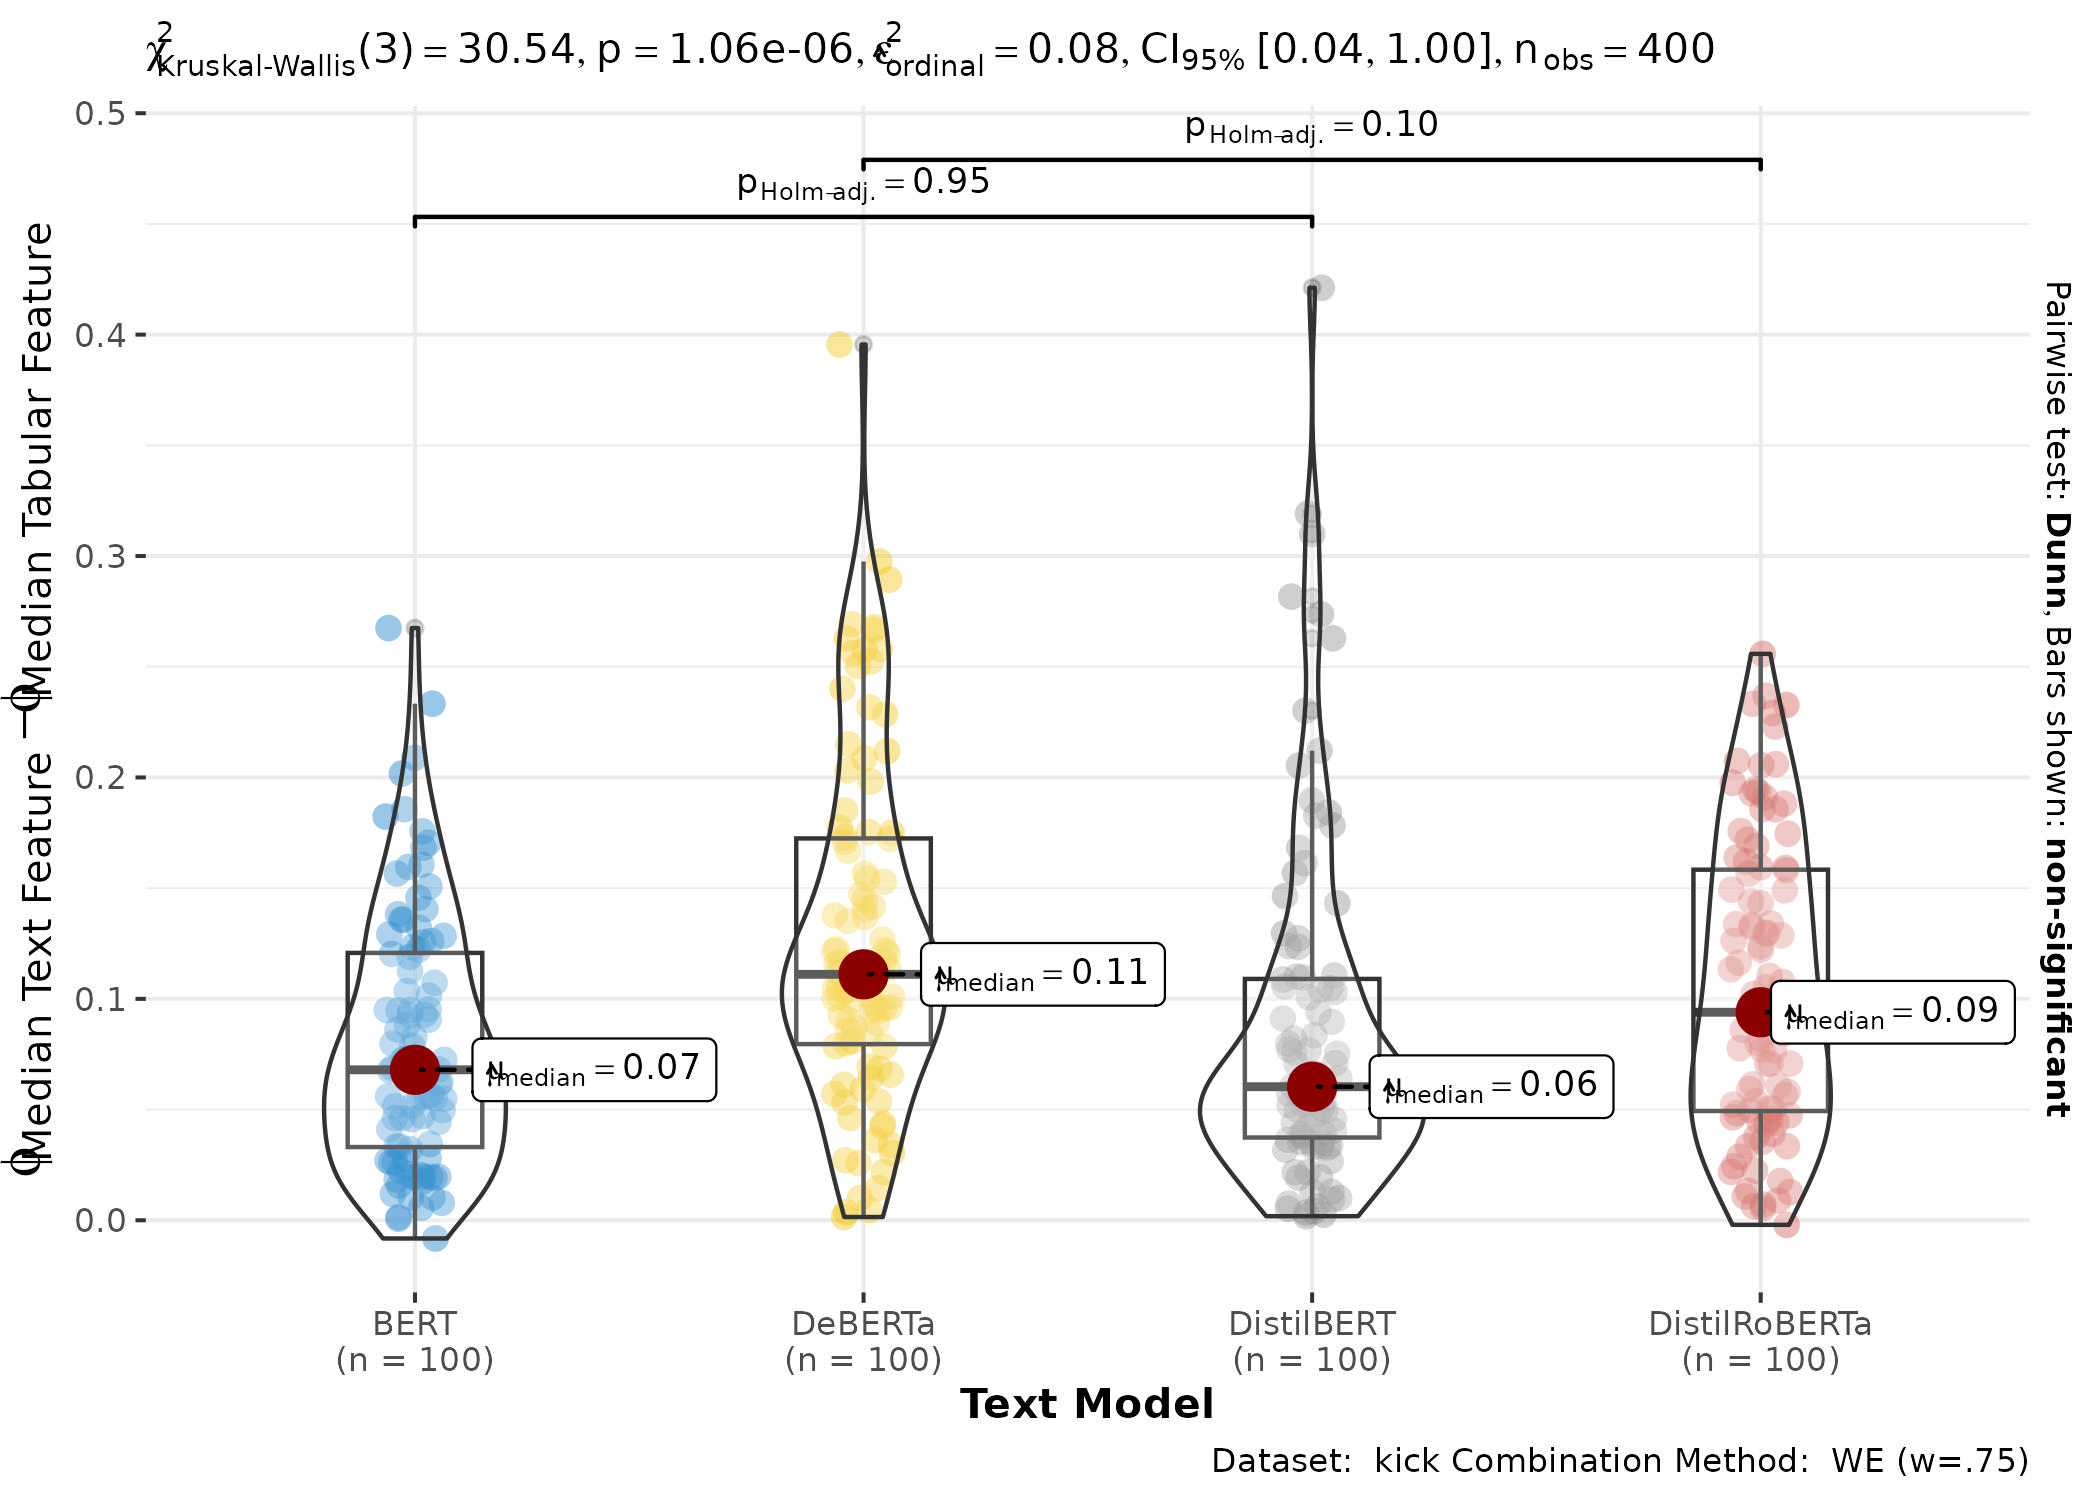 χ²Kruskal-Wallis(3) = 30.54, p = 1.06e-06, ε²ordinal = 0.08, CI95% [0.04, 1.00], nobs = 400
0.5
0.4
0.3
0.2
0.1
0.0
ϕMedian Text Feature − ϕMedian Tabular Feature
pHolm−adj. = 0.10
pHolm−adj. = 0.95
μ̂median = 0.07
μ̂median = 0.11
μ̂median = 0.06
μ̂median = 0.09
Pairwise test: Dunn, Bars shown: non-significant
BERT
(n = 100)
DeBERTa
(n = 100)
DistilBERT
(n = 100)
DistilRoBERTa
(n = 100)
Text Model
Dataset:  kick Combination Method:  WE (w=.75)